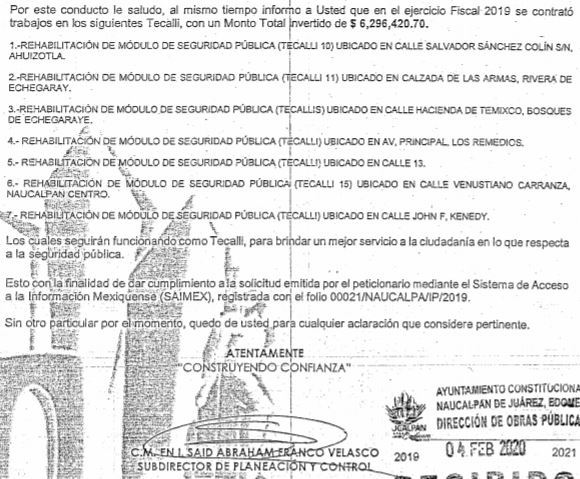 Por este conducto le saludo, al mismo tiempo informo a Usted que en el ejercicio Fiscal 2019 se contrató
trabajos en los siguientes Tecalli, con un Monto Total invertido de $ 6,296,420.70.
1.-REHABILITACIÓN DE MÓLUDO DE SEGURIDAD PÚBLICA (TECALLI 10) UBICADO EN CALLE SALVADOR SÁNCHEZ COLÍN S/N,
AHUIZOTLA.
2.-REHABILITACIÓN DE MÓDULO DE SEGURIDAD PÚBLICA (TECALLI 11) UBICADO EN CALZADA DE LAS ARMAS, RIVERA DE
ECHEGARAY.
3.-REHABILITACIÓN DE MÓDULO DE SEGURIDAD PÚBLICA (TECALLIS) UBICADO EN CALLE HACIENDA DE TEMIXCO, BOSQUES
DE ECHEGARAYE.
4.- REHABILITACIÓN DE MÓDULO DE SEGURIDAD PÚBLICA (TECALLI) UBICADO EN AV, PRINCIPAL, LOS REMEDIOS.
5.- REHABILITACIÓN DE MÓDULO DE SEGURIDAD PÚBLICA (TECALLI) UBICADO EN CALLE 13.
6.- REHABILITACIÓN DE MÓDULO DE SEGURIDAD PÚBLICA (TECALLI 15) UBICADO EN CALLE VENUSTIANO CARRANZA,
NAUCALPAN CENTRO.
7.- REHABILITACIÓN DE MÓDULO DE SEGURIDAD PÚBLICA (TECALLI) UBICADO EN CALLE JOHN F, KENEDY.
Los cuales seguirán funcionando como Tecalli, para brindar un mejor servicio a la ciudadanía en lo que respecta
a la seguridad pública.
Esto con la finalidad de dar cumplimiento a la solicitud emitida por el peticionario mediante el Sistema de Acceso
a la Información Mexiquense (SAIMEX), registrada con el folio 00021/NAUCALPA/IP/2019.
Sin otro particular por el momento, quedo de usted para cualquier aclaración que considere pertinente.
ATENTAMENTE
"CONSTRUYENDO CONFIANZA"
C.M. EN I. SAID ABRAHAM FRANCO VELASCO
SUBDIRECTOR DE PLANEACIÓN Y CONTROL
AYUNTAMIENTO CONSTITUCIONA
NAUCALPAN DE JUÁREZ, EDOME
DIRECCIÓN DE OBRAS PÚBLICA
2019 04 FEB 2020 2021
RECIBIDO